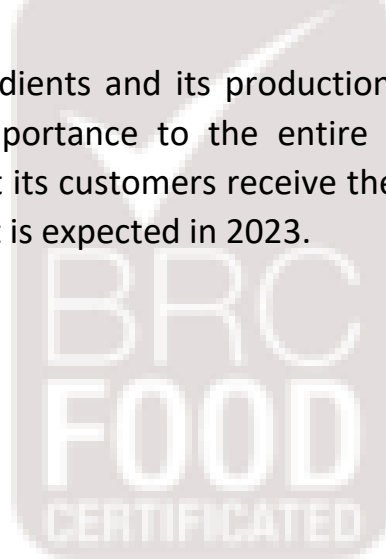 dients and its production
portance to the entire
t its customers receive the
t is expected in 2023.
BRC
FOOD
CERTIFICATED